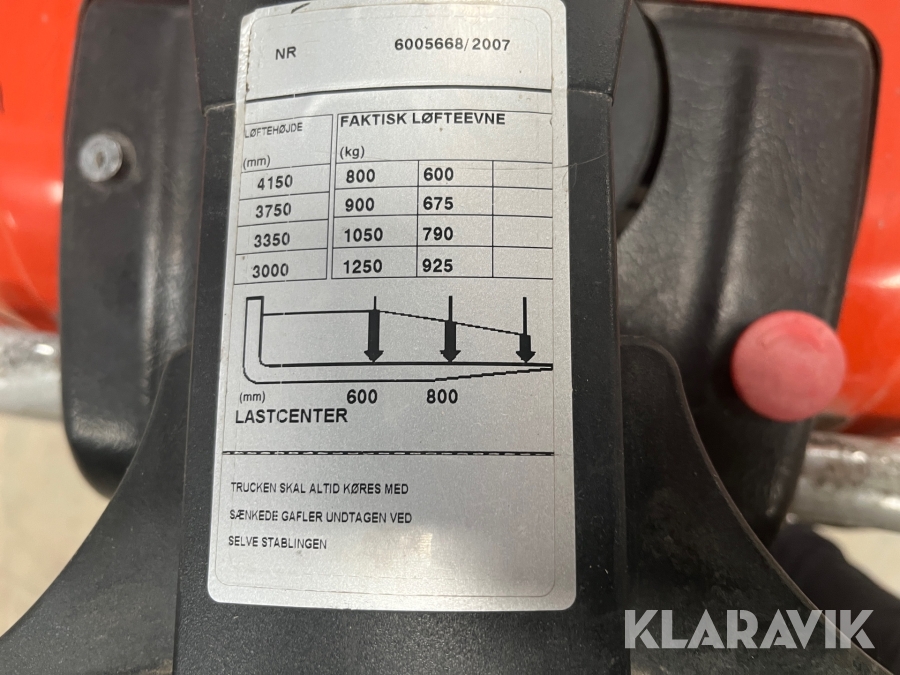 NR 6005668/2007
LØFTEHØJDE FAKTISK LØFTEEVNE
(mm) (kg)
4150 800 600
3750 900 675
3350 1050 790
3000 1250 925
(mm) 600 800
LASTCENTER
TRUCKEN SKAL ALTID KØRES MED
SÆNKEDE GAFLER UNDTAGEN VED
SELVE STABLINGEN
KLARAVIK